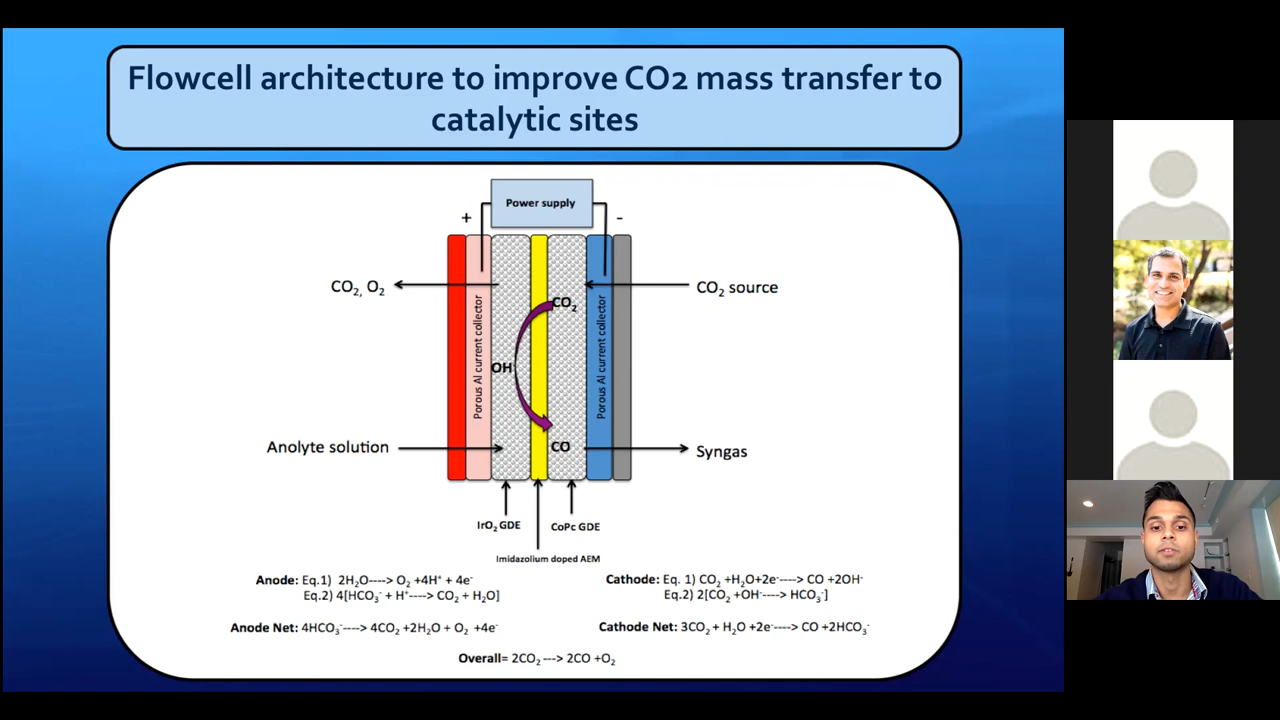 Flowcell architecture to improve CO2 mass transfer to
catalytic sites
Power supply
+
-
CO₂, O₂
CO₂ source
CO₂
Porous Al current collector
Porous Al current collector
OH
Anolyte solution
CO
Syngas
IrO₂ GDE
CoPc GDE
Imidazolium doped AEM
Anode: Eq.1) 2H₂O----> O₂ +4H⁺ + 4e⁻
Eq.2) 4[HCO₃⁻ + H⁺----> CO₂ + H₂O]
Cathode: Eq. 1) CO₂ +H₂O+2e⁻----> CO +2OH⁻
Eq.2) 2[CO₂ +OH⁻----> HCO₃⁻]
Anode Net: 4HCO₃⁻----> 4CO₂ +2H₂O + O₂ +4e⁻
Cathode Net: 3CO₂ + H₂O +2e⁻----> CO +2HCO₃⁻
Overall= 2CO₂ ---> 2CO +O₂